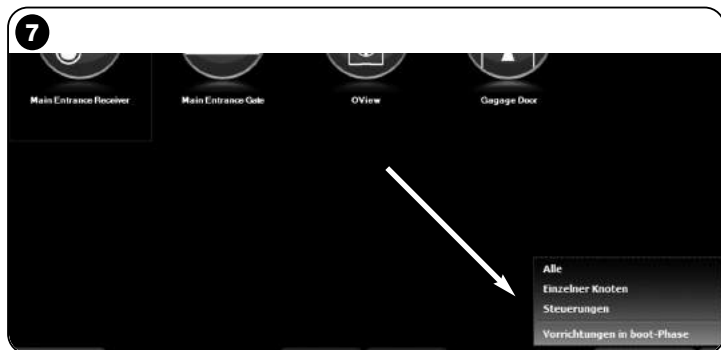 7
Main Entrance Receiver
Main Entrance Gate
OView
Gagage Door
Alle
Einzelner Knoten
Steuerungen
Vorrichtungen in boot-Phase